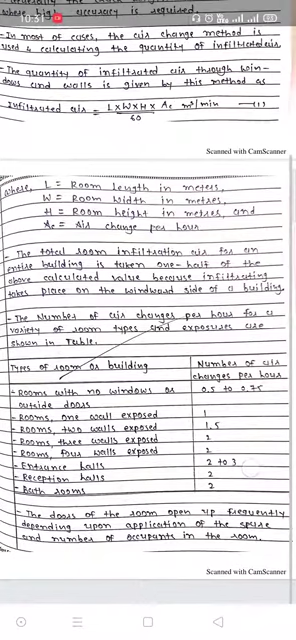 where high accuracy is required.
10:31
- In most of cases, the air change method is
used & calculating the quantity of infiltrated air.
- The quantity of infiltrated air through win-
dows and walls is given by this method as
Infiltrated air = L×W×H × Ac m³/min — (1)
60
Scanned with CamScanner
where, L = Room length in meters,
W = Room width in metres,
H = Room height in metres, and
Ac = Air change per hour
- The total room infiltration air for an
entire building is taken one-half of the
above calculated value because infiltrating
takes place on the windward side of a building.
- The Number of air changes per hour for a
variety of room types and exposures are
shown in Table.
Types of room or building Number of air
changes per hour
- Rooms with no windows or 0.5 to 0.75
outside doors
- Rooms, one wall exposed 1
- Rooms, two walls exposed 1.5
- Rooms, three walls exposed 2
- Rooms, four walls exposed 2
- Entrance halls 2 to 3
- Reception halls 2
- Bath rooms 2
- The doors of the room open up frequently
depending upon application of the space
and number of occupants in the room.
Scanned with CamScanner